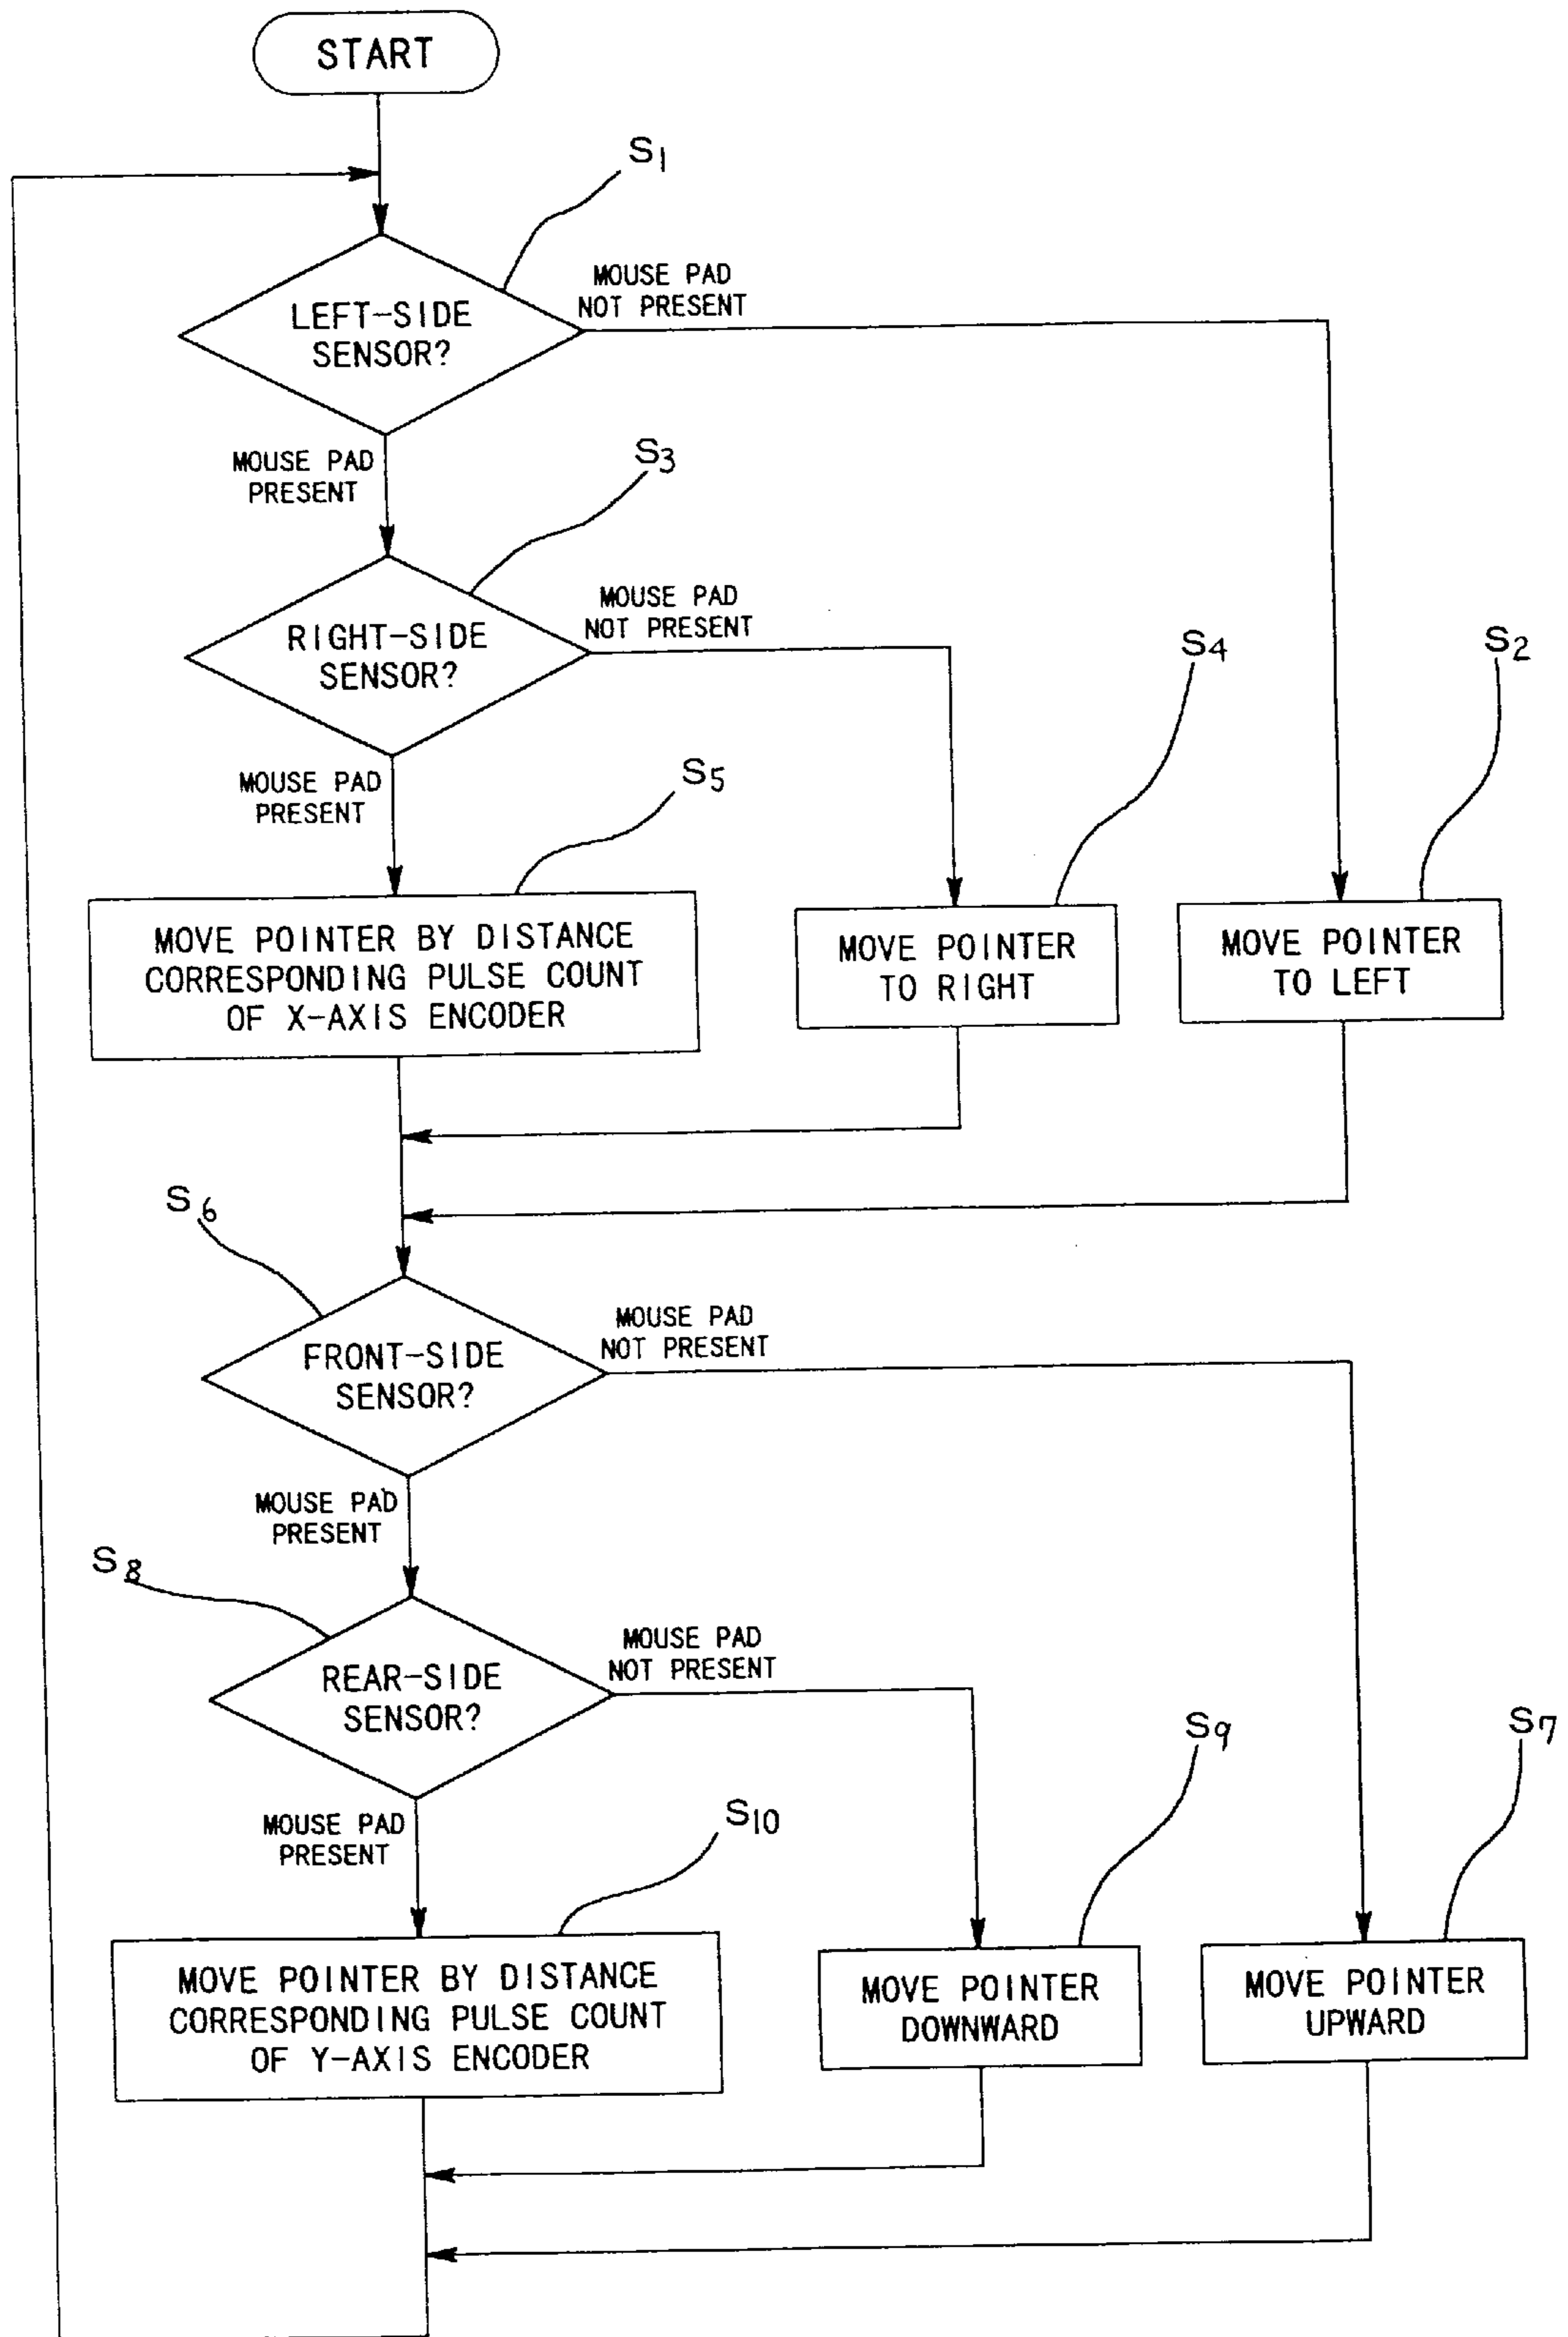 START
S1
MOUSE PAD
NOT PRESENT
LEFT-SIDE
SENSOR?
MOUSE PAD
PRESENT
S3
MOUSE PAD
NOT PRESENT
RIGHT-SIDE
SENSOR?
S4
S2
MOUSE PAD
PRESENT
S5
MOVE POINTER BY DISTANCE
CORRESPONDING PULSE COUNT
OF X-AXIS ENCODER
MOVE POINTER
TO RIGHT
MOVE POINTER
TO LEFT
S6
MOUSE PAD
NOT PRESENT
FRONT-SIDE
SENSOR?
MOUSE PAD
PRESENT
S8
MOUSE PAD
NOT PRESENT
REAR-SIDE
SENSOR?
S9
S7
MOUSE PAD
PRESENT
S10
MOVE POINTER BY DISTANCE
CORRESPONDING PULSE COUNT
OF Y-AXIS ENCODER
MOVE POINTER
DOWNWARD
MOVE POINTER
UPWARD